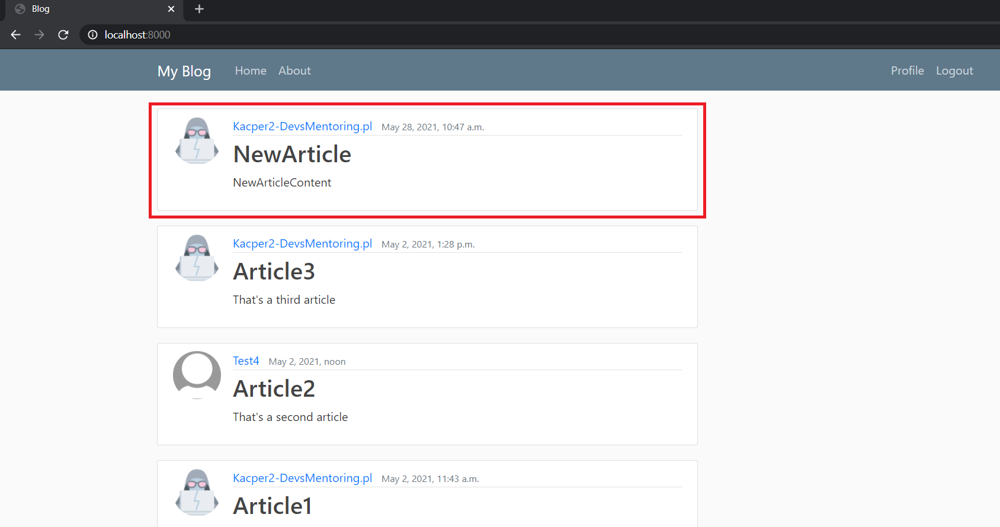 Blog
localhost:8000
My Blog Home About Profile Logout
Kacper2-DevsMentoring.pl May 28, 2021, 10:47 a.m.
NewArticle
NewArticleContent
Kacper2-DevsMentoring.pl May 2, 2021, 1:28 p.m.
Article3
That's a third article
Test4 May 2, 2021, noon
Article2
That's a second article
Kacper2-DevsMentoring.pl May 2, 2021, 11:43 a.m.
Article1